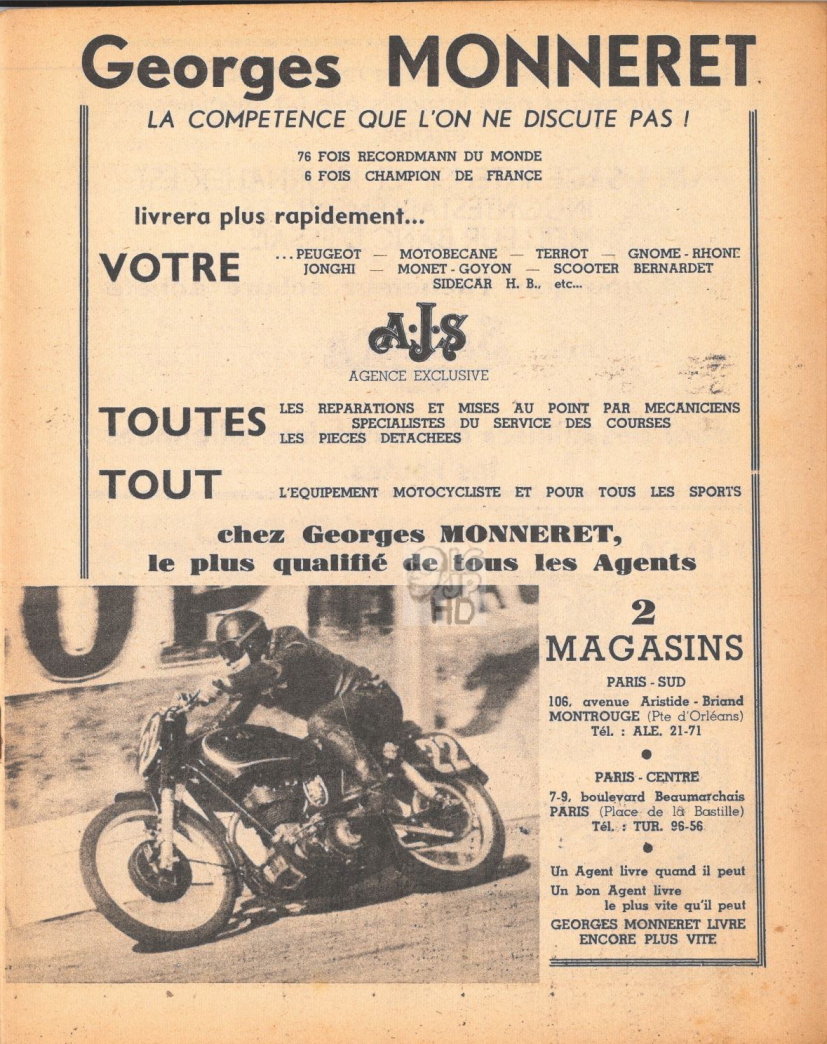 Georges MONNERET
LA COMPETENCE QUE L'ON NE DISCUTE PAS !
76 FOIS RECORDMANN DU MONDE
6 FOIS CHAMPION DE FRANCE
livrera plus rapidement...
VOTRE
...PEUGEOT — MOTOBECANE — TERROT — GNOME-RHONE
JONGHI — MONET-GOYON — SCOOTER BERNARDET
SIDECAR H. B., etc...
A.J.S
AGENCE EXCLUSIVE
TOUTES
LES REPARATIONS ET MISES AU POINT PAR MECANICIENS
SPECIALISTES DU SERVICE DES COURSES
LES PIECES DETACHEES
TOUT
L'EQUIPEMENT MOTOCYCLISTE ET POUR TOUS LES SPORTS
chez Georges MONNERET,
le plus qualifié de tous les Agents
HD
22
2
MAGASINS
PARIS-SUD
106, avenue Aristide-Briand
MONTROUGE (Pte d'Orléans)
Tél. : ALE. 21-71
PARIS-CENTRE
7-9, boulevard Beaumarchais
PARIS (Place de la Bastille)
Tél. : TUR. 96-56
Un Agent livre quand il peut
Un bon Agent livre
le plus vite qu'il peut
GEORGES MONNERET LIVRE
ENCORE PLUS VITE